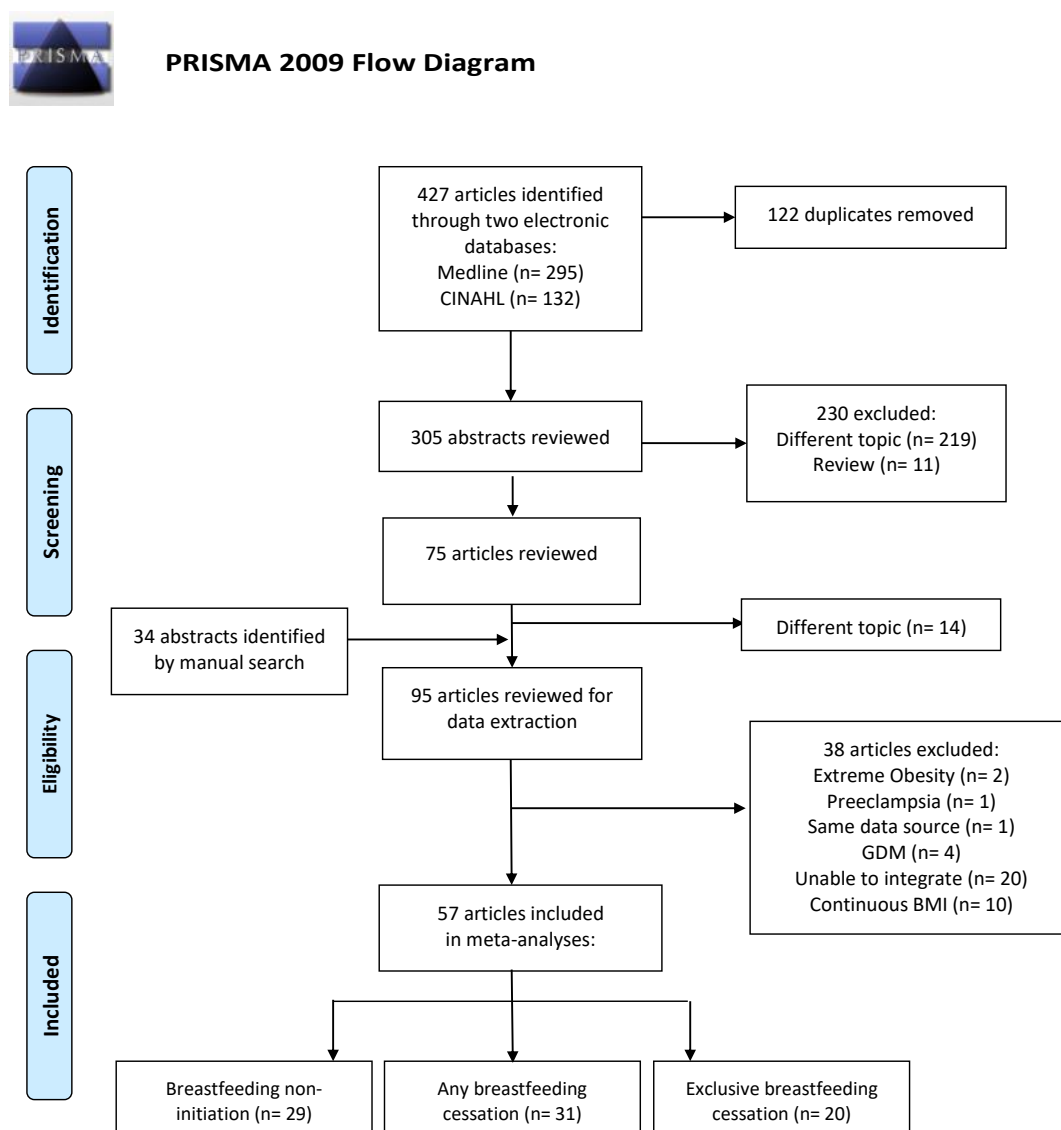 PRISMA
PRISMA 2009 Flow Diagram
Identification
427 articles identified
through two electronic
databases:
Medline (n= 295)
CINAHL (n= 132)
122 duplicates removed
Screening
305 abstracts reviewed
230 excluded:
Different topic (n= 219)
Review (n= 11)
75 articles reviewed
34 abstracts identified
by manual search
Different topic (n= 14)
Eligibility
95 articles reviewed for
data extraction
38 articles excluded:
Extreme Obesity (n= 2)
Preeclampsia (n= 1)
Same data source (n= 1)
GDM (n= 4)
Unable to integrate (n= 20)
Continuous BMI (n= 10)
Included
57 articles included
in meta-analyses:
Breastfeeding non-
initiation (n= 29)
Any breastfeeding
cessation (n= 31)
Exclusive breastfeeding
cessation (n= 20)